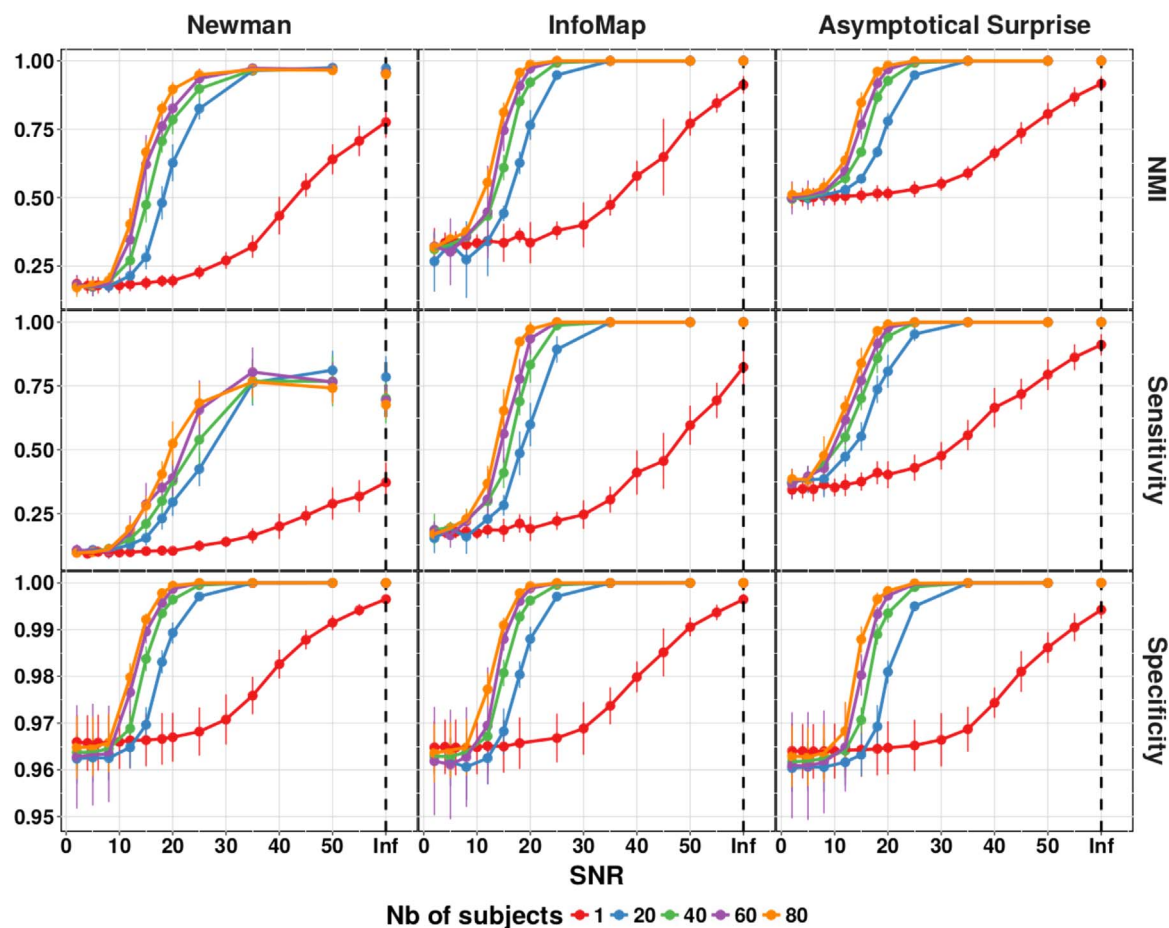 Newman InfoMap Asymptotical Surprise
1.00
0.75
0.50
0.25
NMI
1.00
0.75
0.50
0.25
Sensitivity
1.00
0.99
0.98
0.97
0.96
0.95
Specificity
0 10 20 30 40 50 Inf 0 10 20 30 40 50 Inf 0 10 20 30 40 50 Inf
SNR
Nb of subjects 1 20 40 60 80